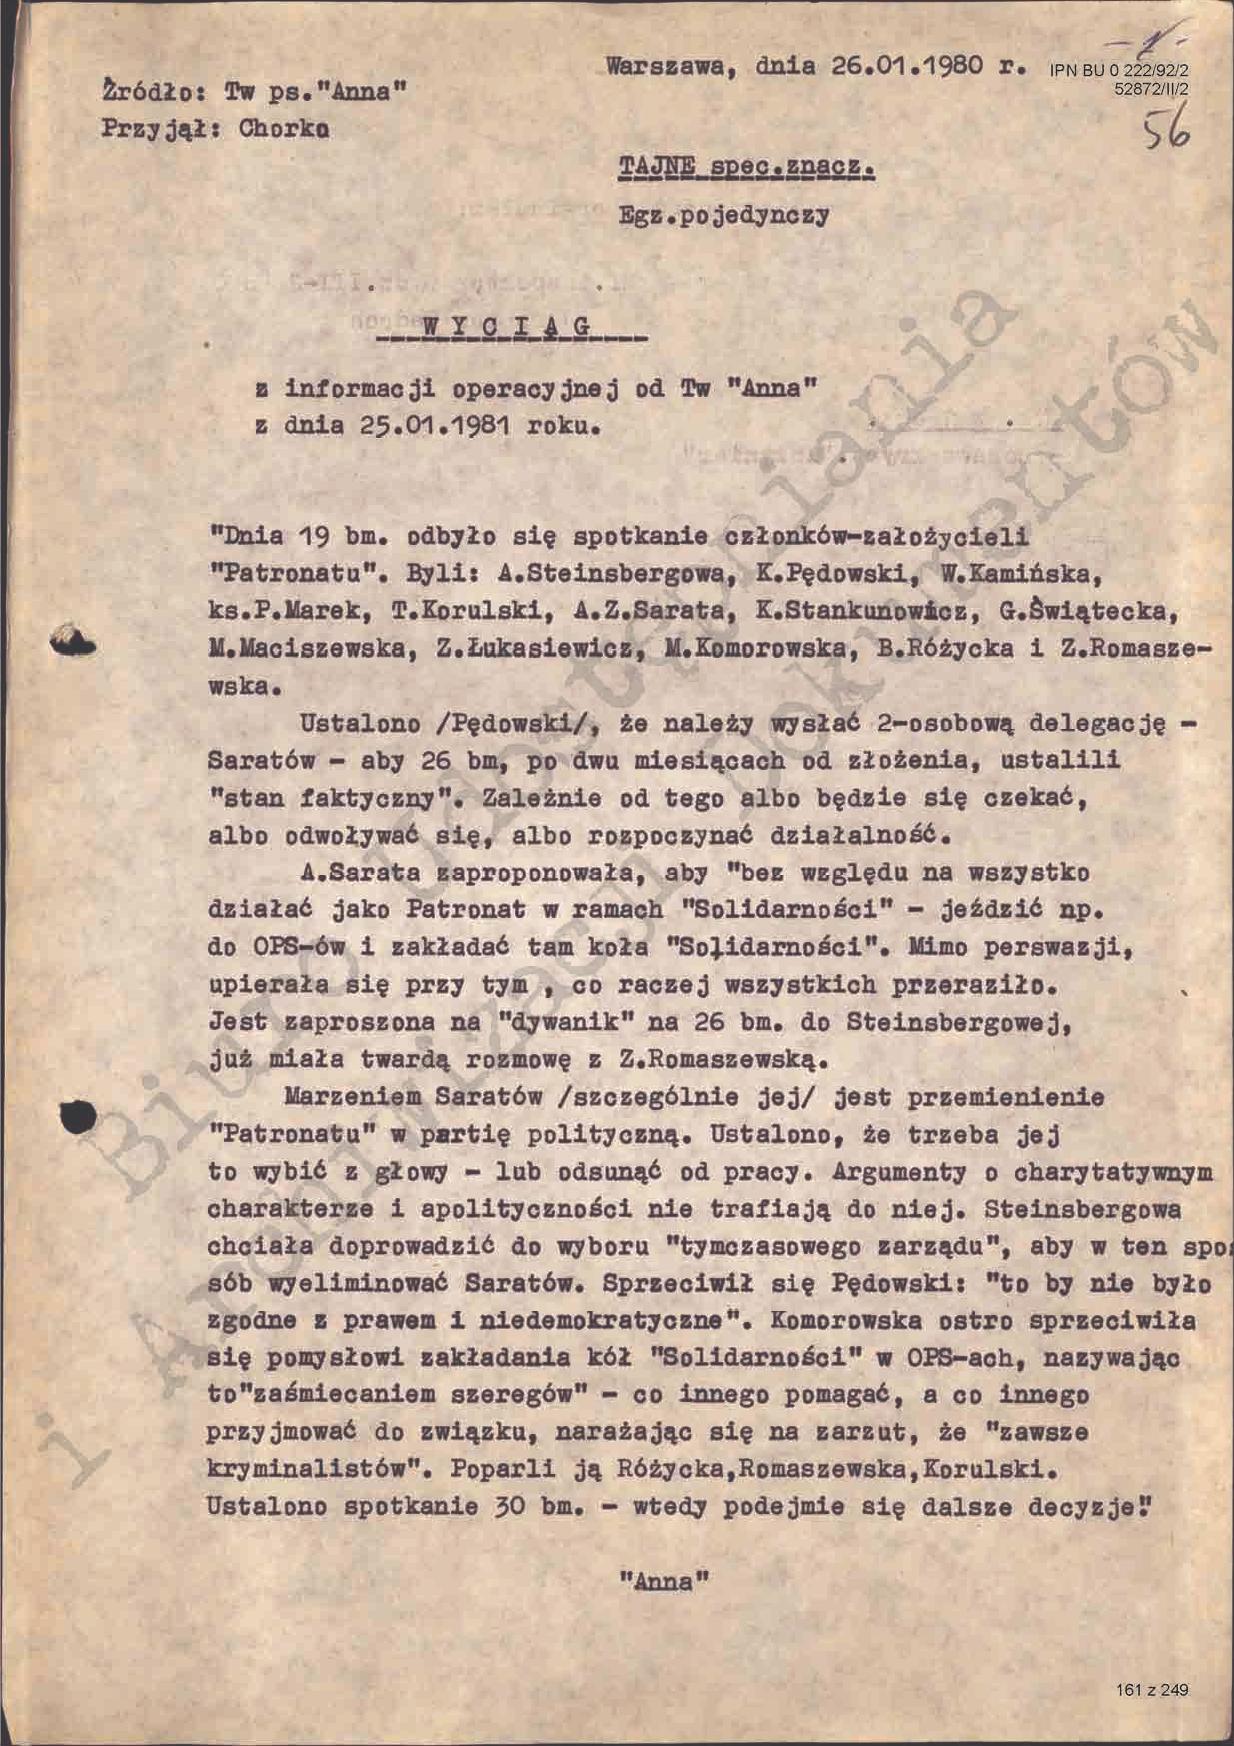 -1-
Warszawa, dnia 26.01.1980 r.
IPN BU 0 222/92/2
52872/II/2
56
Źródło: Tw ps."Anna"
Przyjął: Chorko
TAJNE spec.znacz.
Egz.pojedynczy
W Y C I Ą G
z informacji operacyjnej od Tw "Anna"
z dnia 25.01.1981 roku.
"Dnia 19 bm. odbyło się spotkanie członków-założycieli
"Patronatu". Byli: A.Steinsbergowa, K.Pędowski, W.Kamińska,
ks.P.Marek, T.Korulski, A.Z.Sarata, K.Stankunowicz, G.Świątecka,
M.Maciszewska, Z.Łukasiewicz, M.Komorowska, B.Różycka i Z.Romasze-
wska.
Ustalono /Pędowski/, że należy wysłać 2-osobową delegację -
Saratów - aby 26 bm, po dwu miesiącach od złożenia, ustalili
"stan faktyczny". Zależnie od tego albo będzie się czekać,
albo odwoływać się, albo rozpoczynać działalność.
A.Sarata zaproponowała, aby "bez względu na wszystko
działać jako Patronat w ramach "Solidarności" - jeździć np.
do OPS-ów i zakładać tam koła "Solidarności". Mimo perswazji,
upierała się przy tym , co raczej wszystkich przeraziło.
Jest zaproszona na "dywanik" na 26 bm. do Steinsbergowej,
już miała twardą rozmowę z Z.Romaszewską.
Marzeniem Saratów /szczególnie jej/ jest przemienienie
"Patronatu" w partię polityczną. Ustalono, że trzeba jej
to wybić z głowy - lub odsunąć od pracy. Argumenty o charytatywnym
charakterze i apolityczności nie trafiają do niej. Steinsbergowa
chciała doprowadzić do wyboru "tymczasowego zarządu", aby w ten spo-
sób wyeliminować Saratów. Sprzeciwił się Pędowski: "to by nie było
zgodne z prawem i niedemokratyczne". Komorowska ostro sprzeciwiła
się pomysłowi zakładania kół "Solidarności" w OPS-ach, nazywając
to"zaśmiecaniem szeregów" - co innego pomagać, a co innego
przyjmować do związku, narażając się na zarzut, że "zawsze
kryminalistów". Poparli ją Różycka,Romaszewska,Korulski.
Ustalono spotkanie 30 bm. - wtedy podejmie się dalsze decyzje."
"Anna"
Biuro Udostępniania
i Archiwizacji Dokumentów
161 z 249